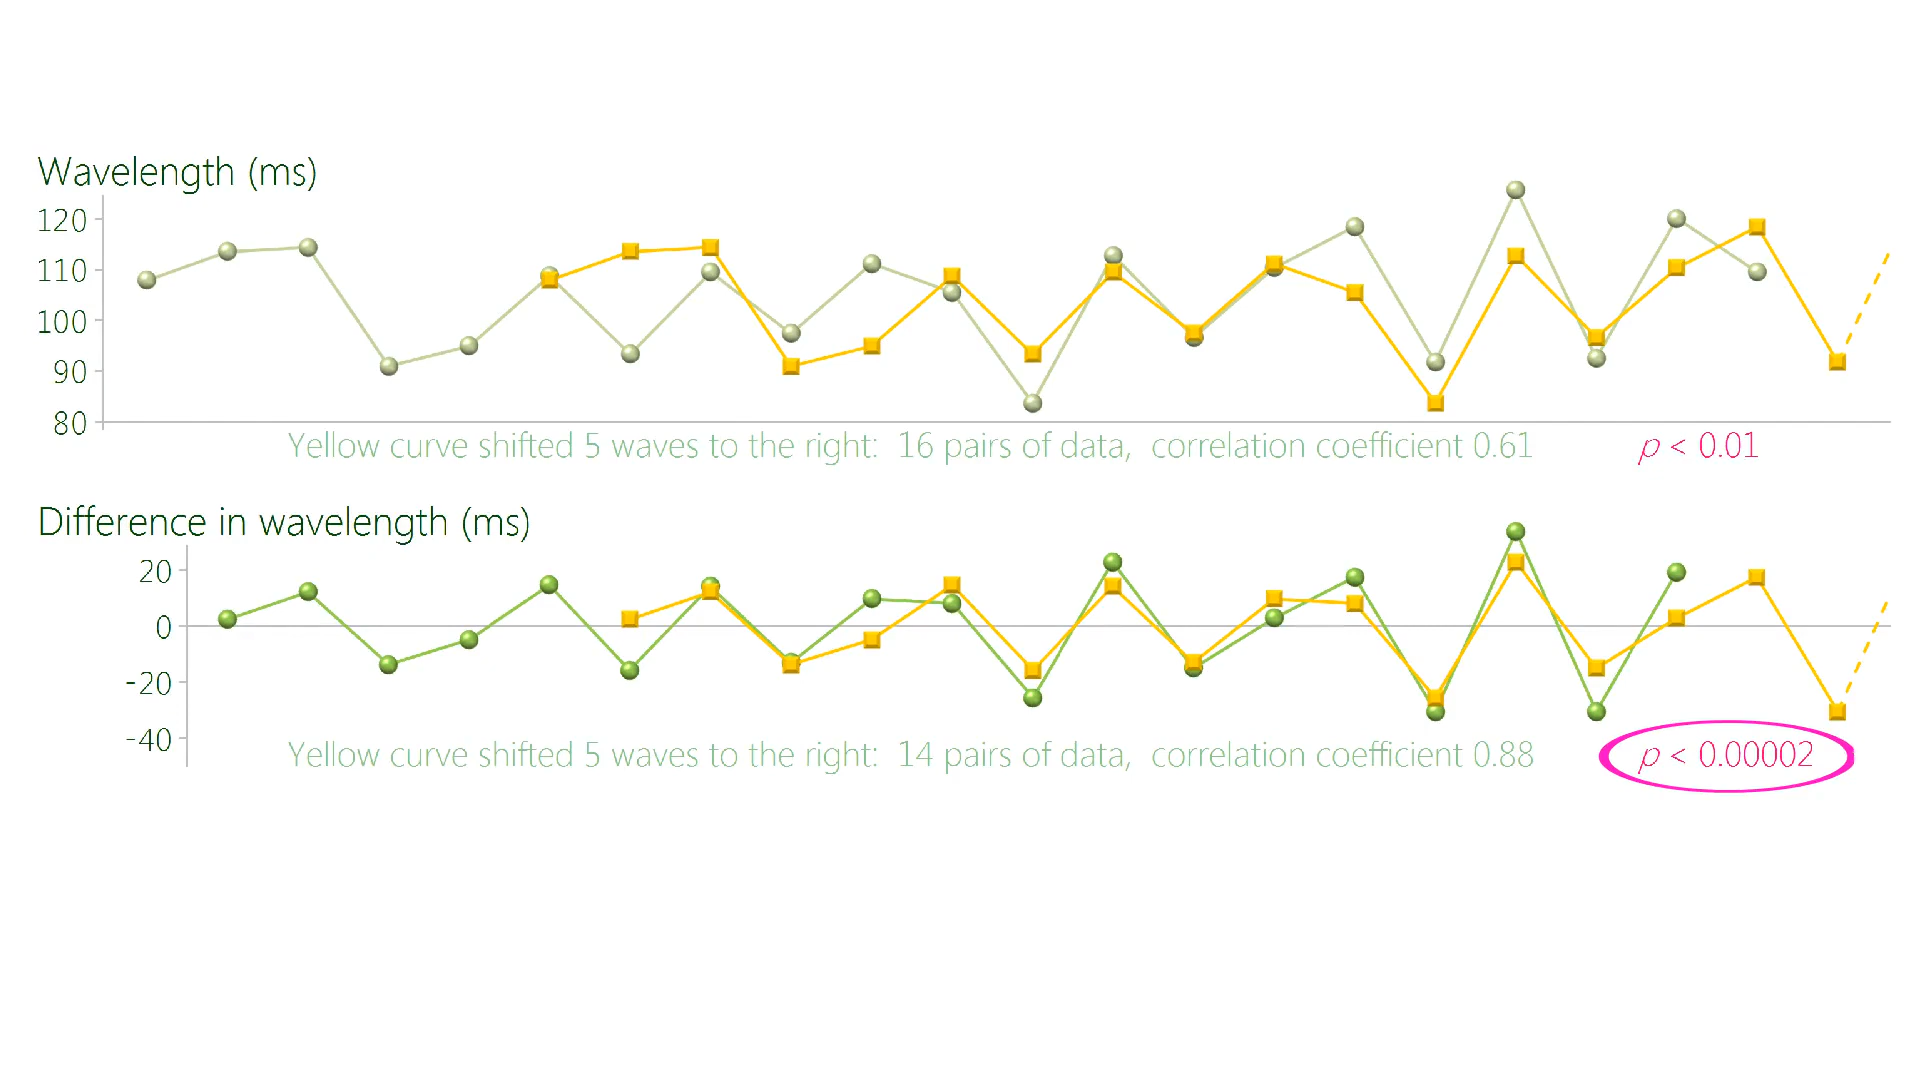 Wavelength (ms)
120
110
100
90
80
Yellow curve shifted 5 waves to the right:  16 pairs of data,  correlation coefficient 0.61  p < 0.01
Difference in wavelength (ms)
20
0
-20
-40
Yellow curve shifted 5 waves to the right:  14 pairs of data,  correlation coefficient 0.88  p < 0.00002